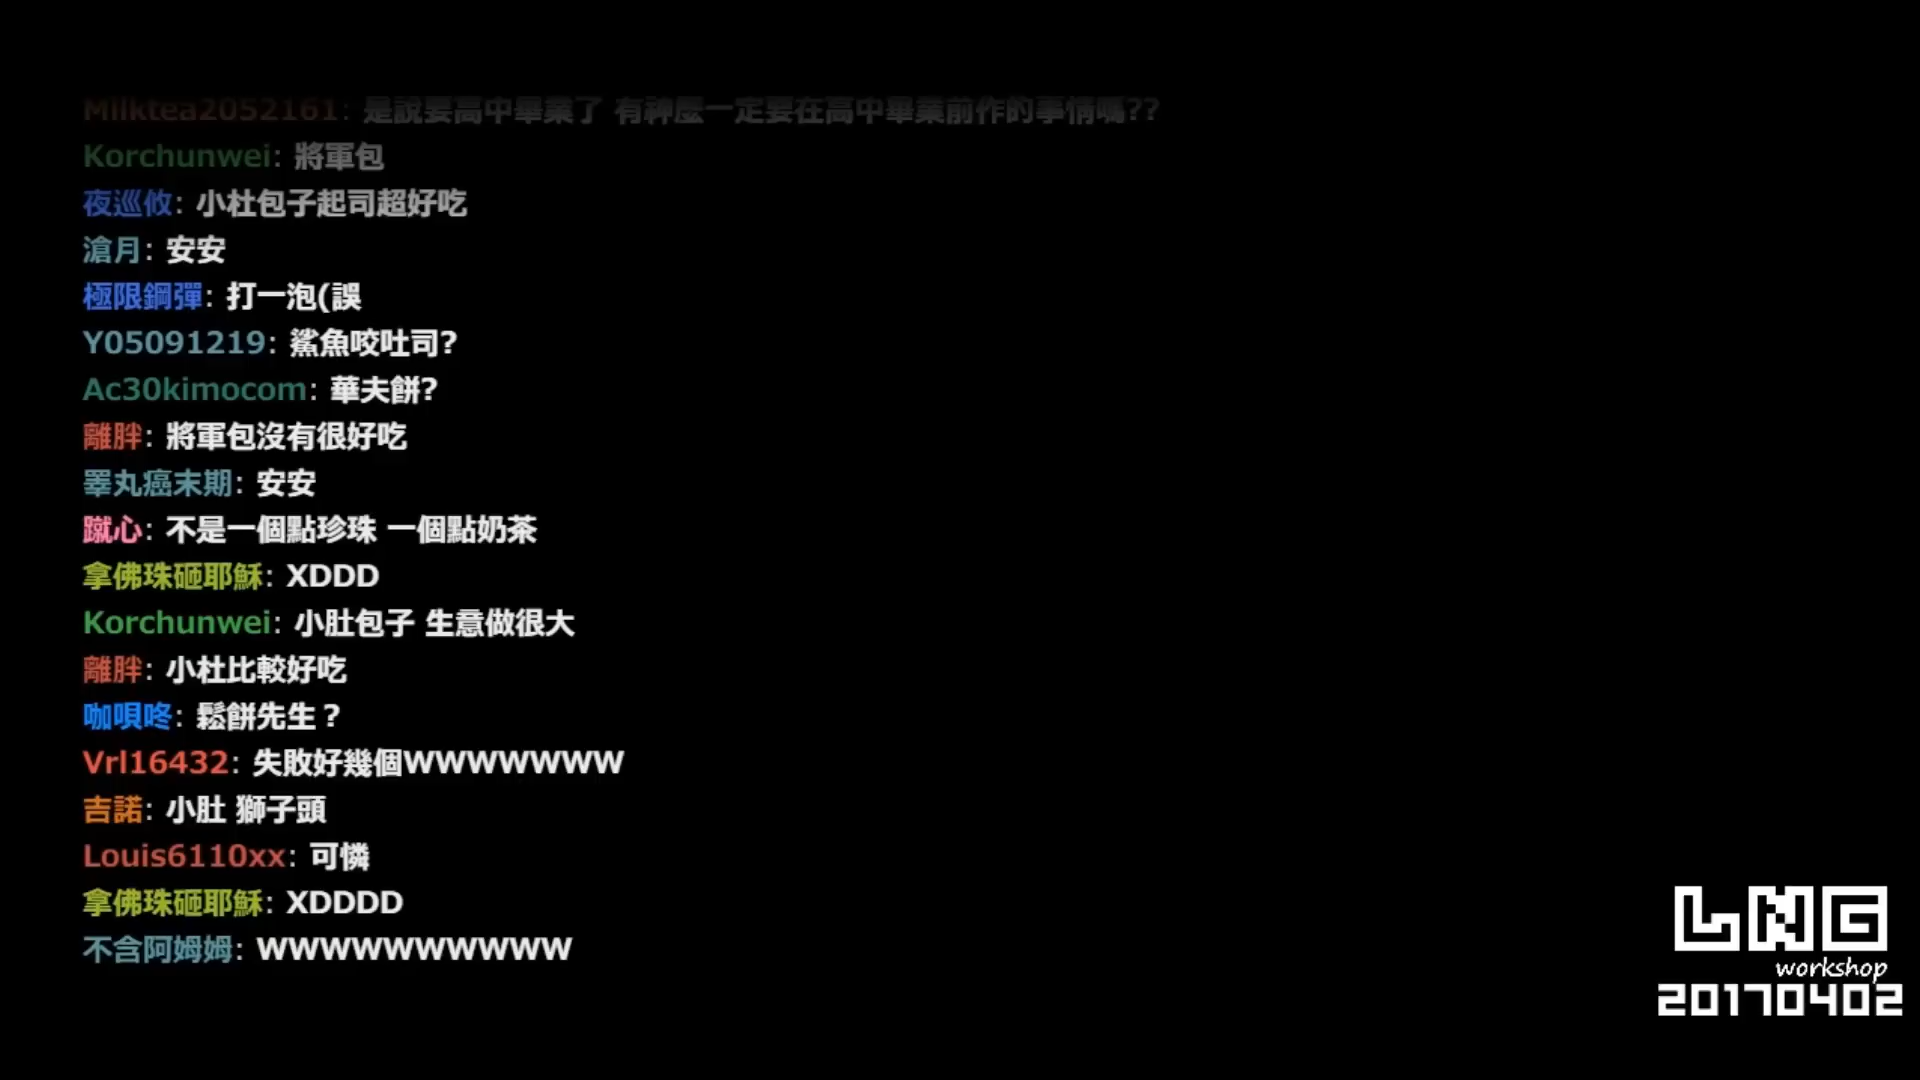 Milktea2052161: 是說要高中畢業了 有神麼一定要在高中畢業前作的事情嗎??
Korchunwei: 將軍包
夜巡攸: 小杜包子起司超好吃
滄月: 安安
極限鋼彈: 打一泡(誤
Y05091219: 鯊魚咬吐司?
Ac30kimocom: 華夫餅?
離胖: 將軍包沒有很好吃
睪丸癌末期: 安安
蹴心: 不是一個點珍珠 一個點奶茶
拿佛珠砸耶穌: XDDD
Korchunwei: 小肚包子 生意做很大
離胖: 小杜比較好吃
咖唄咚: 鬆餅先生？
Vrl16432: 失敗好幾個WWWWWWW
吉諾: 小肚 獅子頭
Louis6110xx: 可憐
拿佛珠砸耶穌: XDDDD
不含阿姆姆: WWWWWWWWWW
LNG
workshop
20170402